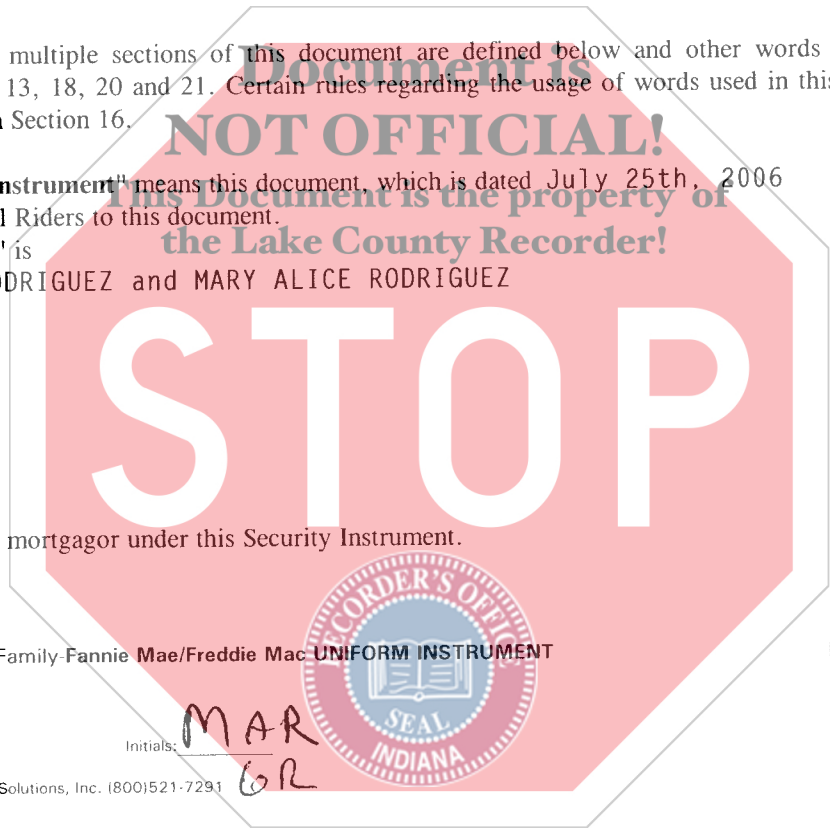 multiple sections of this document are defined below and other words
Document is
13, 18, 20 and 21. Certain rules regarding the usage of words used in this
Section 16.
NOT OFFICIAL!
nstrument" means this document, which is dated July 25th, 2006
This Document is the property of
Riders to this document.
the Lake County Recorder!
" is
ODRIGUEZ and MARY ALICE RODRIGUEZ
STOP
mortgagor under this Security Instrument.
RECORDER'S OFFICE
Family-Fannie Mae/Freddie Mac UNIFORM INSTRUMENT
SEAL
INDIANA
Initials: MAR
GR
Solutions, Inc. (800)521-7291